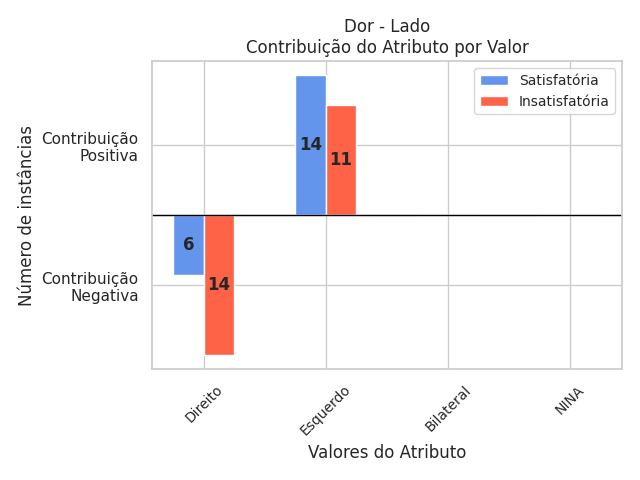 Dor - Lado
Contribuição do Atributo por Valor
Satisfatória
Insatisfatória
Número de instâncias
Contribuição
Positiva
Contribuição
Negativa
14
11
6
14
Direito
Esquerdo
Bilateral
NINA
Valores do Atributo